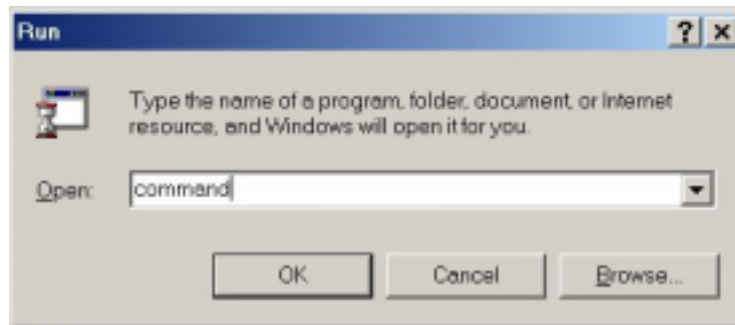 Run
Type the name of a program, folder, document, or Internet
resource, and Windows will open it for you.
Open: command
OK Cancel Browse...